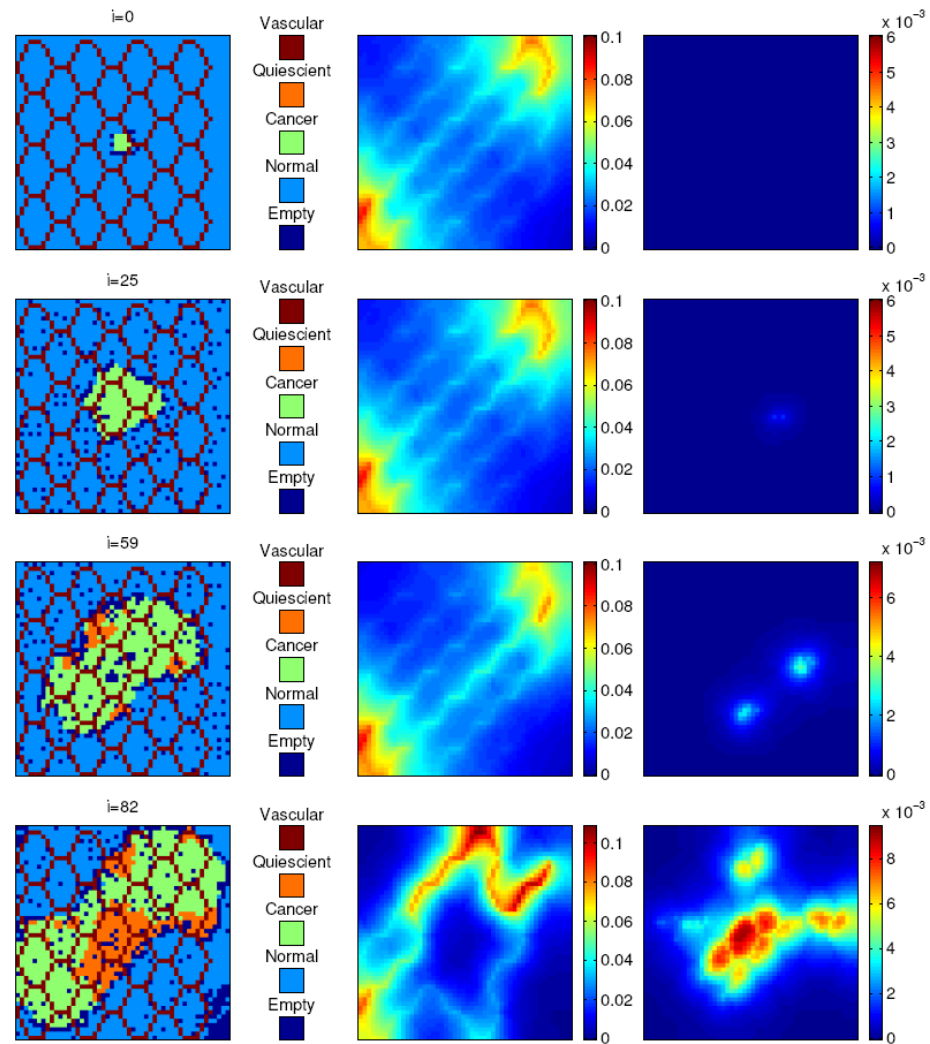 i=0
Vascular
Quiescient
Cancer
Normal
Empty
0.1
0.08
0.06
0.04
0.02
0
x 10⁻³
6
5
4
3
2
1
0
i=25
Vascular
Quiescient
Cancer
Normal
Empty
0.1
0.08
0.06
0.04
0.02
0
x 10⁻³
6
5
4
3
2
1
0
i=59
Vascular
Quiescient
Cancer
Normal
Empty
0.1
0.08
0.06
0.04
0.02
0
x 10⁻³
6
4
2
0
i=82
Vascular
Quiescient
Cancer
Normal
Empty
0.1
0.08
0.06
0.04
0.02
0
x 10⁻³
8
6
4
2
0